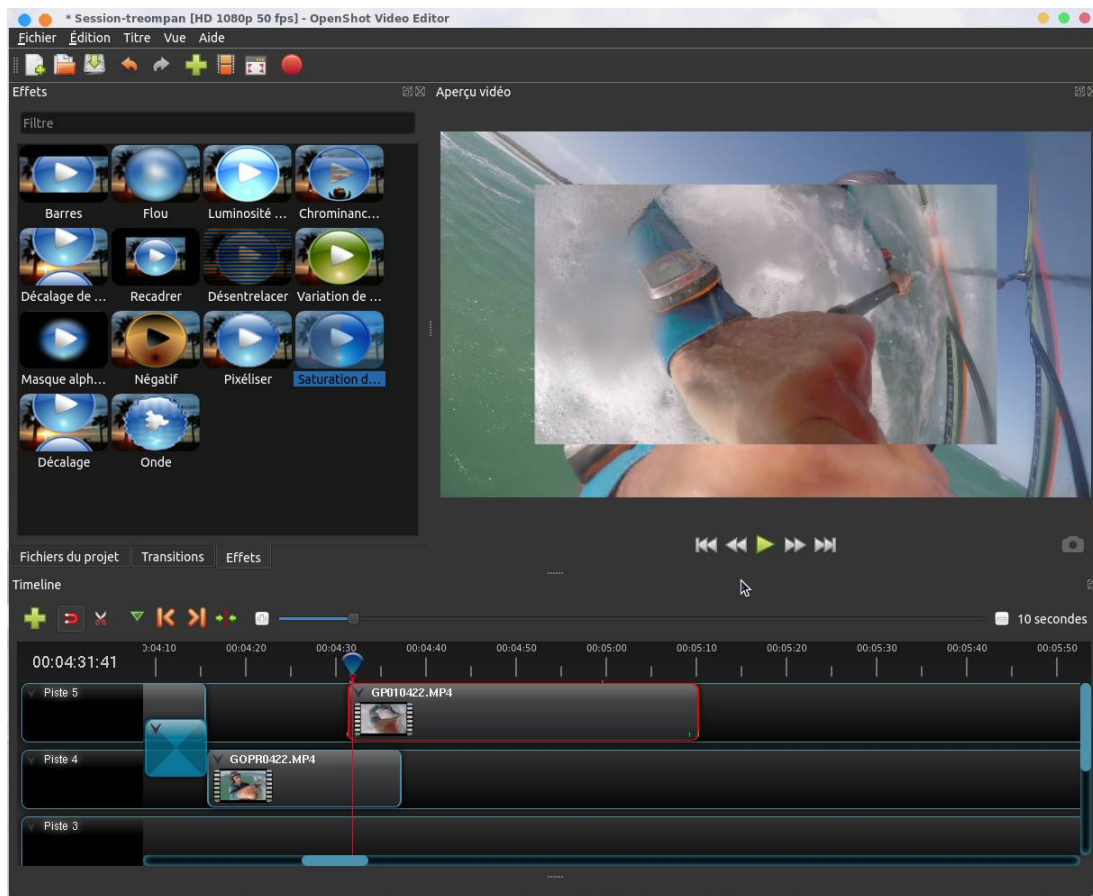 * Session-treompan [HD 1080p 50 fps] - OpenShot Video Editor
Fichier Édition Titre Vue Aide
Effets
Aperçu vidéo
Filtre
Barres Flou Luminosité ... Chrominanc...
Décalage de ... Recadrer Désentrelacer Variation de ...
Masque alph... Négatif Pixéliser Saturation d...
Décalage Onde
Fichiers du projet Transitions Effets
Timeline
10 secondes
00:04:31:41
0:04:10 00:04:20 00:04:30 00:04:40 00:04:50 00:05:00 00:05:10 00:05:20 00:05:30 00:05:40 00:05:50
Piste 5
GP010422.MP4
Piste 4
GOPR0422.MP4
Piste 3